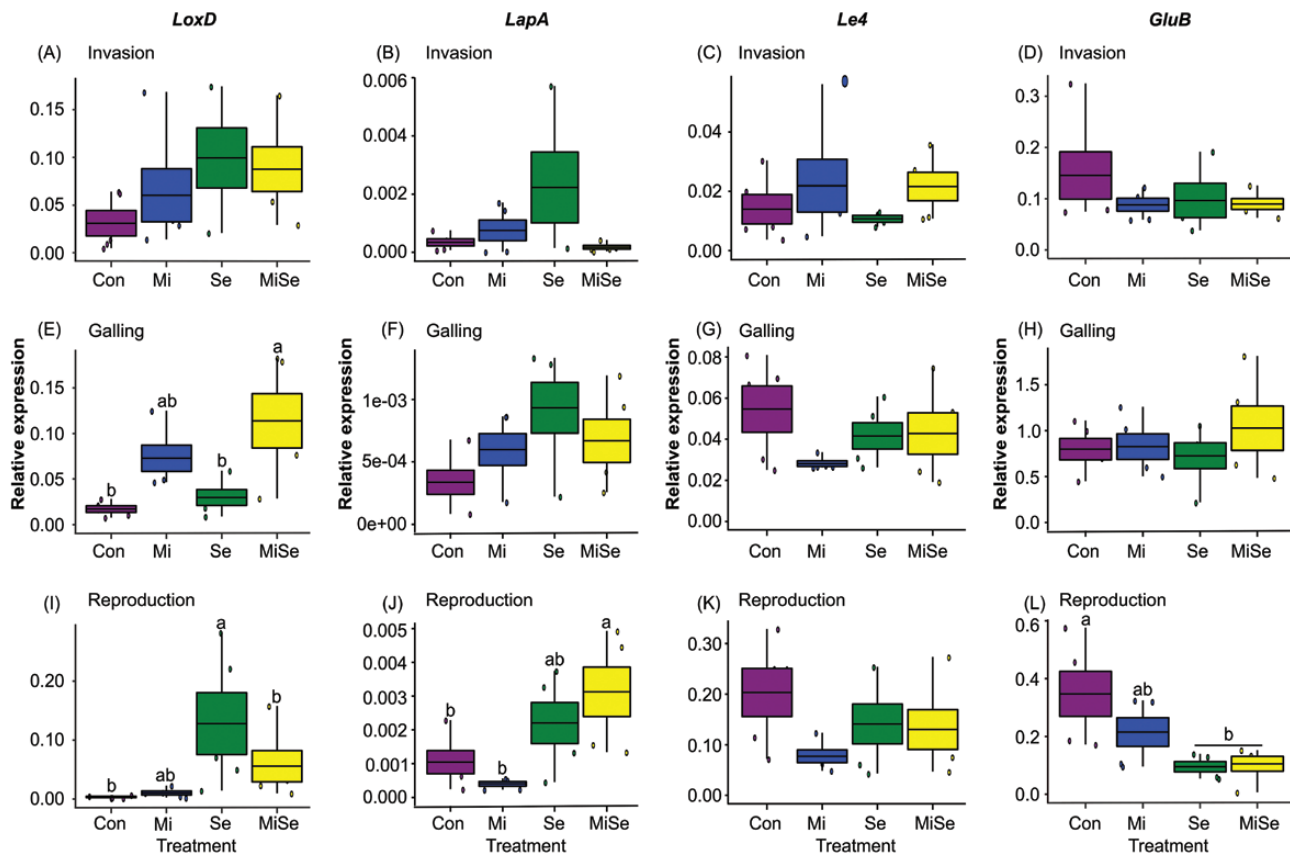 LoxD LapA Le4 GluB
(A) Invasion (B) Invasion (C) Invasion (D) Invasion
0.15 0.10 0.05 0.00
Con Mi Se MiSe
0.006 0.004 0.002 0.000
Con Mi Se MiSe
0.04 0.02 0.00
Con Mi Se MiSe
0.3 0.2 0.1 0.0
Con Mi Se MiSe
(E) Galling (F) Galling (G) Galling (H) Galling
Relative expression
0.15 0.10 0.05 0.00
b ab b a
Con Mi Se MiSe
Relative expression
1e-03 5e-04 0e+00
Con Mi Se MiSe
Relative expression
0.08 0.06 0.04 0.02 0.00
Con Mi Se MiSe
Relative expression
1.5 1.0 0.5 0.0
Con Mi Se MiSe
(I) Reproduction (J) Reproduction (K) Reproduction (L) Reproduction
0.20 0.10 0.00
b ab a b
Con Mi Se MiSe
Treatment
0.005 0.004 0.003 0.002 0.001 0.000
b b ab a
Con Mi Se MiSe
Treatment
0.30 0.20 0.10 0.00
Con Mi Se MiSe
Treatment
0.6 0.4 0.2 0.0
a ab b
Con Mi Se MiSe
Treatment